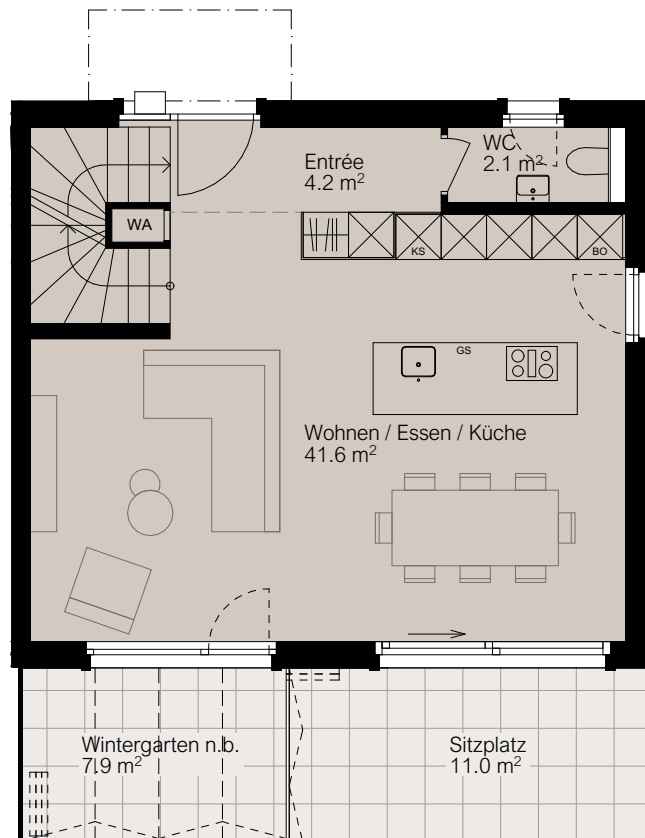 Entrée
4.2 m²
WC
2.1 m²
WA
KS
BO
GS
Wohnen / Essen / Küche
41.6 m²
Wintergarten n.b.
7.9 m²
Sitzplatz
11.0 m²